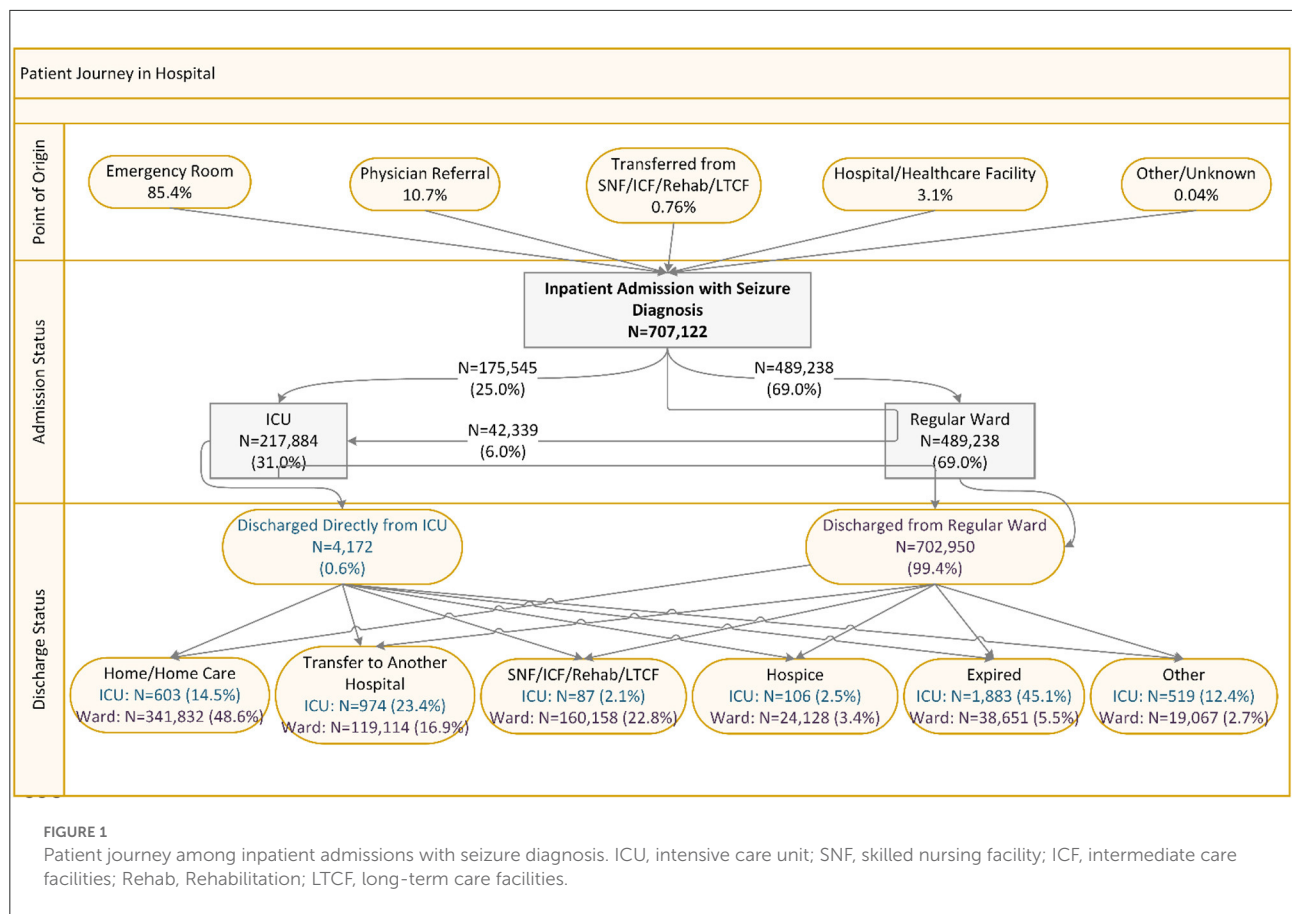 Patient Journey in Hospital
Point of Origin
Emergency Room
85.4%
Physician Referral
10.7%
Transferred from
SNF/ICF/Rehab/LTCF
0.76%
Hospital/Healthcare Facility
3.1%
Other/Unknown
0.04%
Admission Status
Inpatient Admission with Seizure
Diagnosis
N=707,122
N=175,545
(25.0%)
N=489,238
(69.0%)
ICU
N=217,884
(31.0%)
N=42,339
(6.0%)
Regular Ward
N=489,238
(69.0%)
Discharge Status
Discharged Directly from ICU
N=4,172
(0.6%)
Discharged from Regular Ward
N=702,950
(99.4%)
Home/Home Care
ICU: N=603 (14.5%)
Ward: N=341,832 (48.6%)
Transfer to Another
Hospital
ICU: N=974 (23.4%)
Ward: N=119,114 (16.9%)
SNF/ICF/Rehab/LTCF
ICU: N=87 (2.1%)
Ward: N=160,158 (22.8%)
Hospice
ICU: N=106 (2.5%)
Ward: N=24,128 (3.4%)
Expired
ICU: N=1,883 (45.1%)
Ward: N=38,651 (5.5%)
Other
ICU: N=519 (12.4%)
Ward: N=19,067 (2.7%)
FIGURE 1
Patient journey among inpatient admissions with seizure diagnosis. ICU, intensive care unit; SNF, skilled nursing facility; ICF, intermediate care
facilities; Rehab, Rehabilitation; LTCF, long-term care facilities.